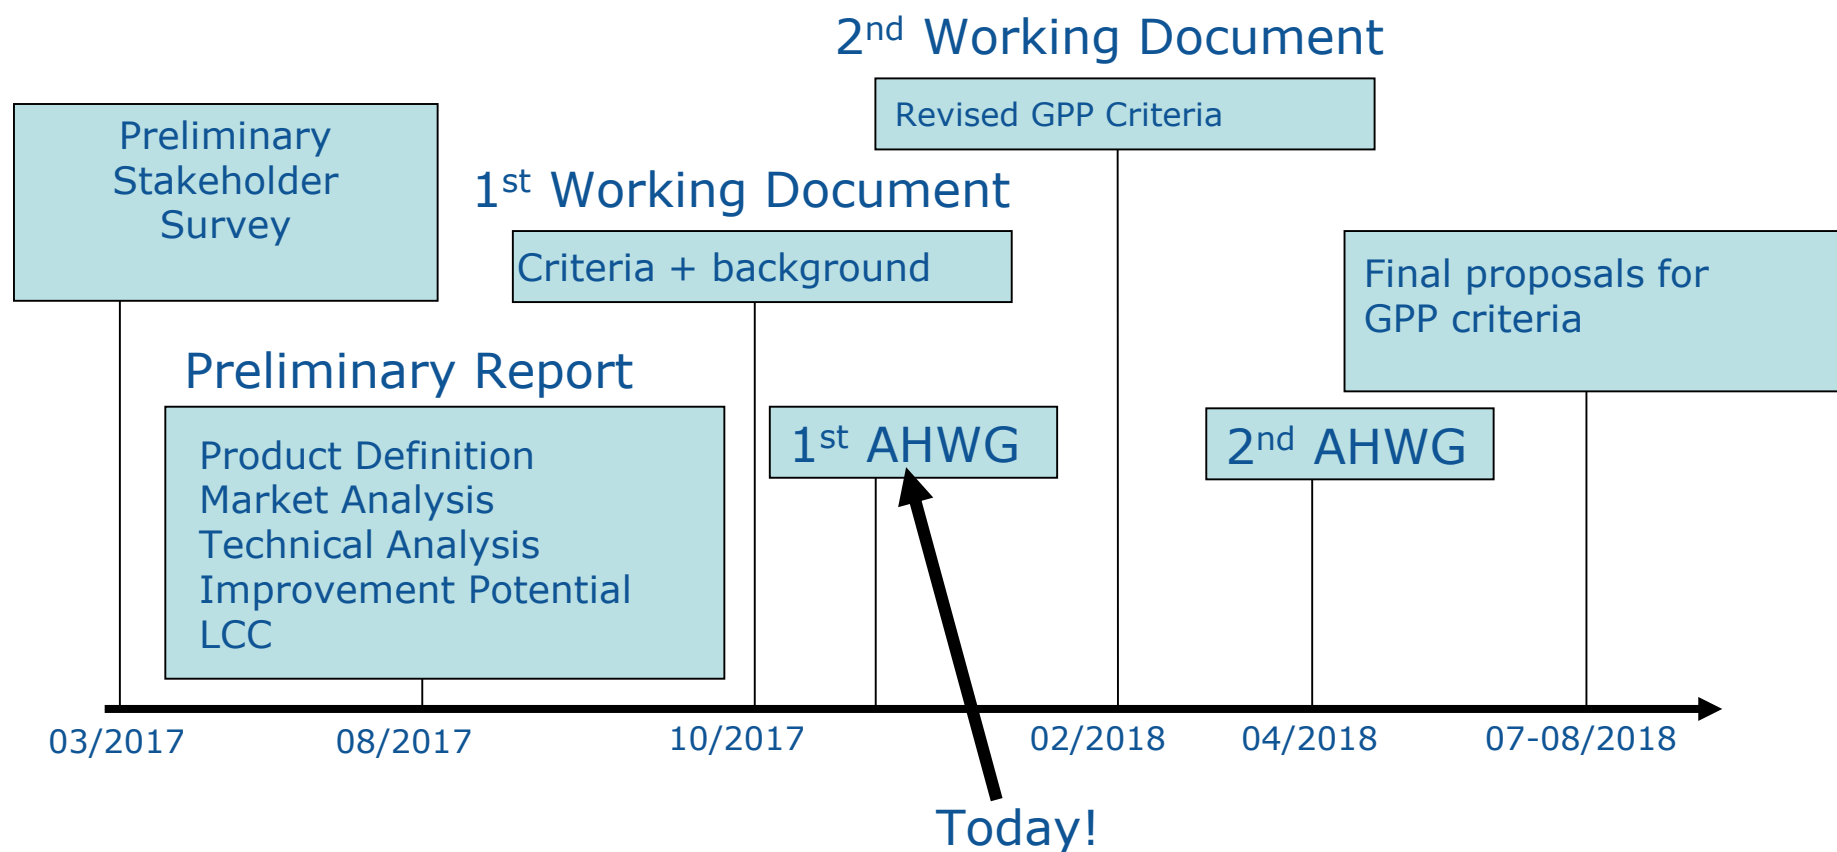 2nd Working Document
Revised GPP Criteria
Preliminary
Stakeholder
Survey
1st Working Document
Criteria + background
Final proposals for
GPP criteria
Preliminary Report
Product Definition
Market Analysis
Technical Analysis
Improvement Potential
LCC
1st AHWG
2nd AHWG
03/2017
08/2017
10/2017
02/2018
04/2018
07-08/2018
Today!